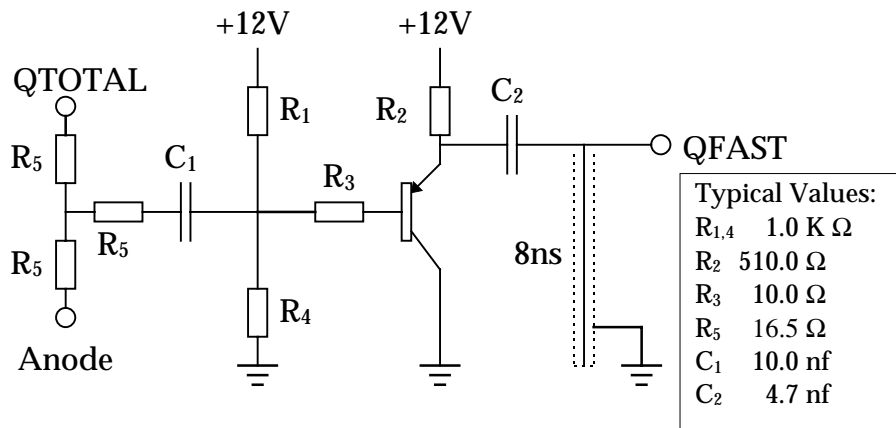 +12V +12V
QTOTAL
R₁ R₂ C₂
R₅ C₁ R₃ QFAST
R₅
R₅ 8ns
R₄
Anode
Typical Values:
R₁,₄ 1.0 K Ω
R₂ 510.0 Ω
R₃ 10.0 Ω
R₅ 16.5 Ω
C₁ 10.0 nf
C₂ 4.7 nf